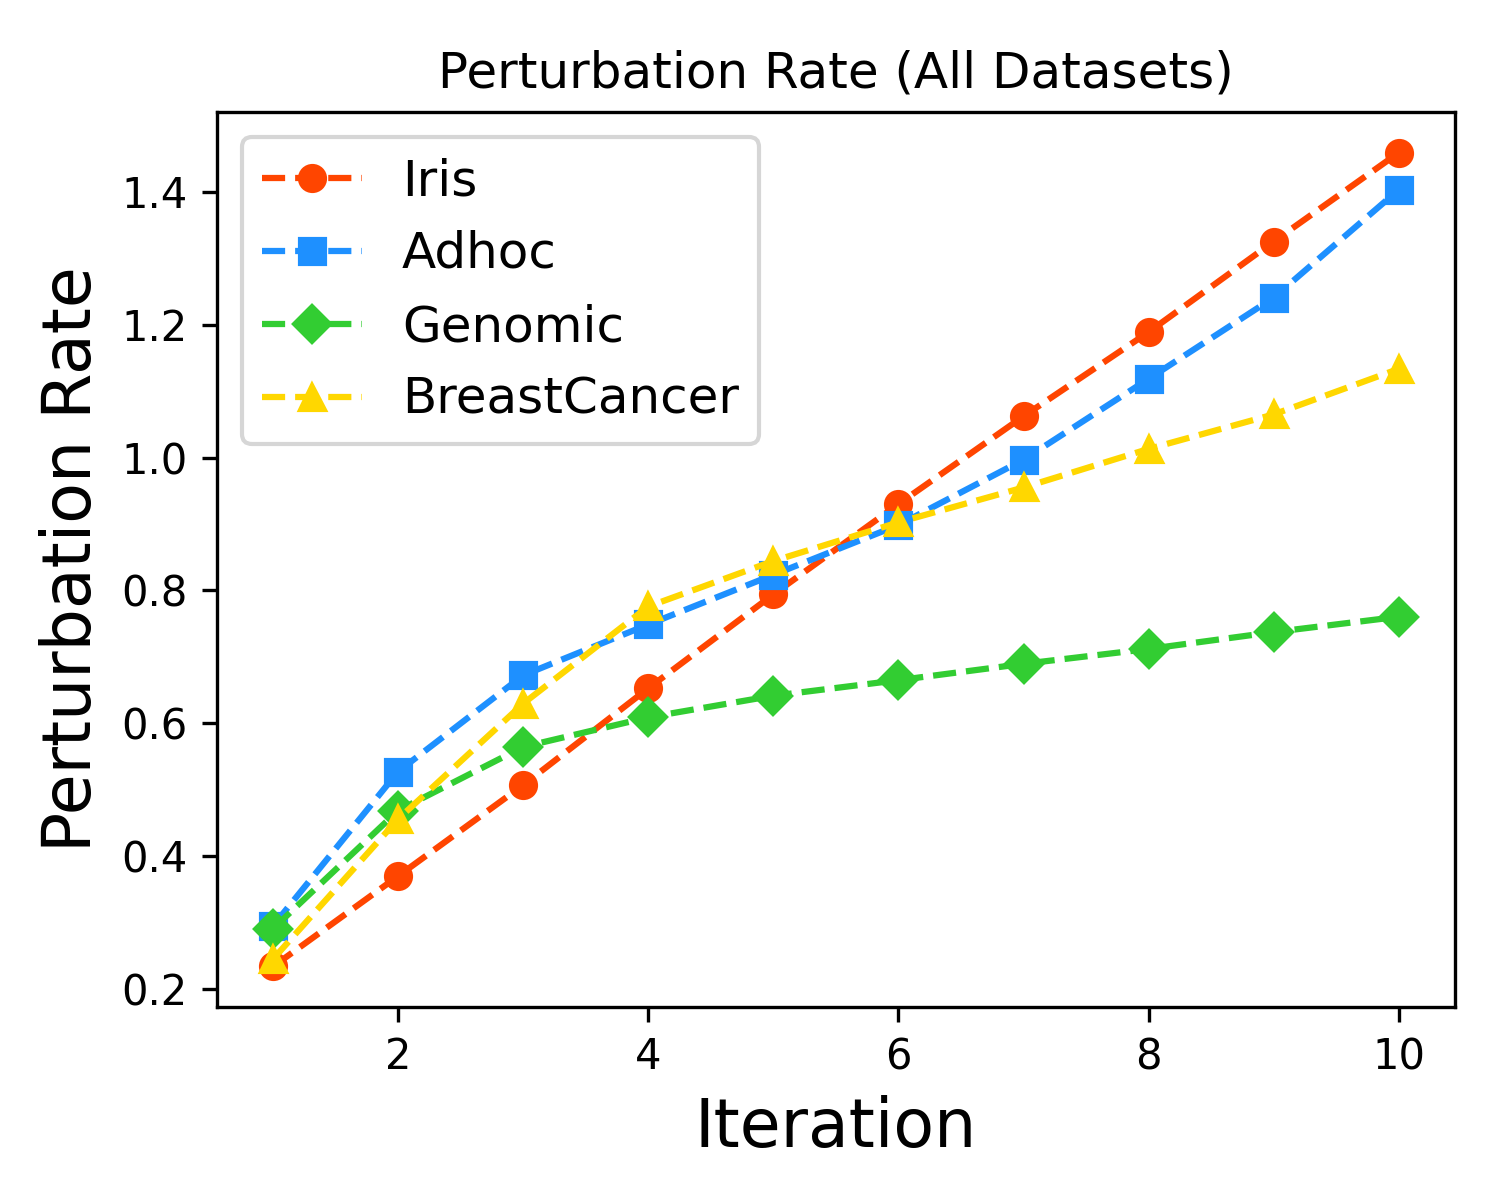 Perturbation Rate (All Datasets)
Iris
Adhoc
Genomic
BreastCancer
Perturbation Rate
1.4
1.2
1.0
0.8
0.6
0.4
0.2
2 4 6 8 10
Iteration